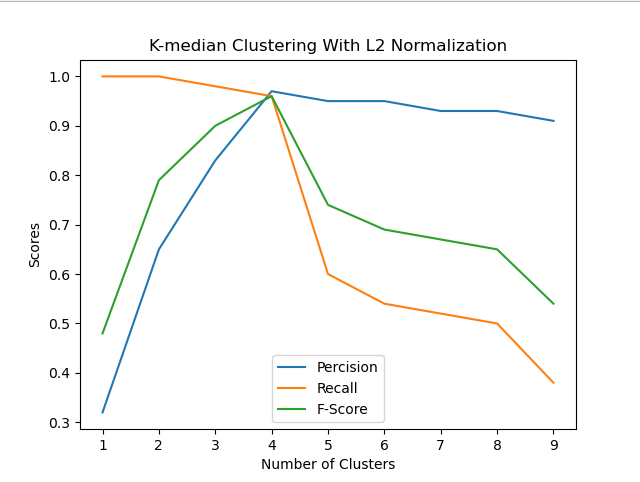 K-median Clustering With L2 Normalization
1.0
0.9
0.8
0.7
0.6
0.5
0.4
0.3
Scores
Percision
Recall
F-Score
1 2 3 4 5 6 7 8 9
Number of Clusters